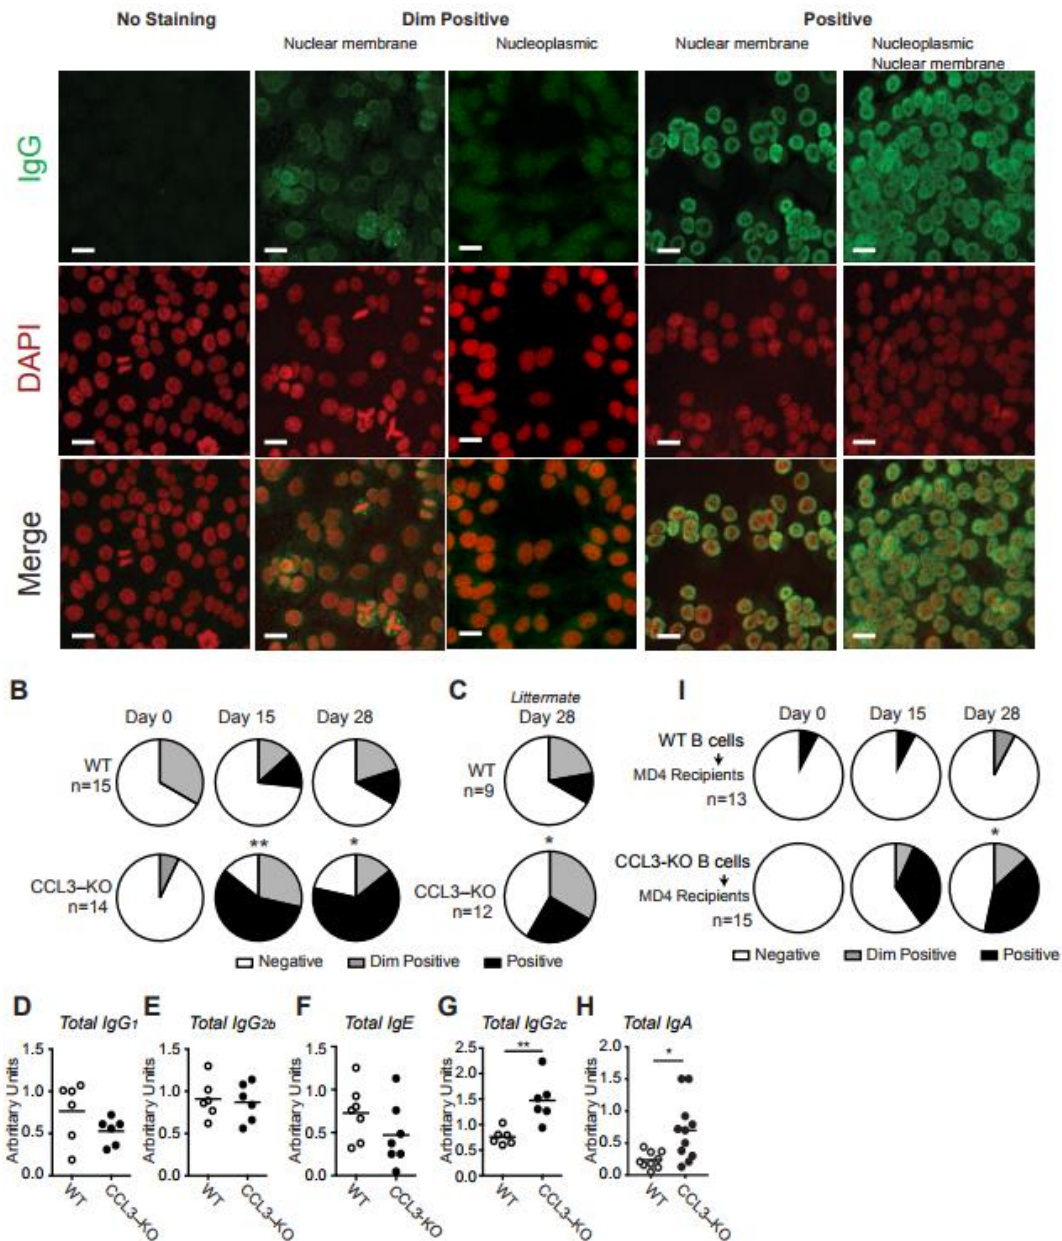 No Staining Dim Positive Positive
Nuclear membrane Nucleoplasmic Nuclear membrane Nucleoplasmic
Nuclear membrane
IgG
DAPI
Merge
B
Day 0 Day 15 Day 28
WT
n=15
** *
CCL3–KO
n=14
Negative Dim Positive Positive
C
Littermate
Day 28
WT
n=9
*
CCL3–KO
n=12
I
Day 0 Day 15 Day 28
WT B cells
MD4 Recipients
n=13
*
CCL3-KO B cells
MD4 Recipients
n=15
Negative Dim Positive Positive
D
Total IgG1
Arbritary Units
1.5
1.0
0.5
0.0
WT
CCL3–KO
E
Total IgG2b
Arbritary Units
1.5
1.0
0.5
0.0
WT
CCL3–KO
F
Total IgE
Arbritary Units
1.5
1.0
0.5
0.0
WT
CCL3–KO
G
Total IgG2c
**
Arbritary Units
2.5
2.0
1.5
1.0
0.5
0.0
WT
CCL3–KO
H
Total IgA
*
Arbritary Units
2.0
1.5
1.0
0.5
0.0
WT
CCL3–KO